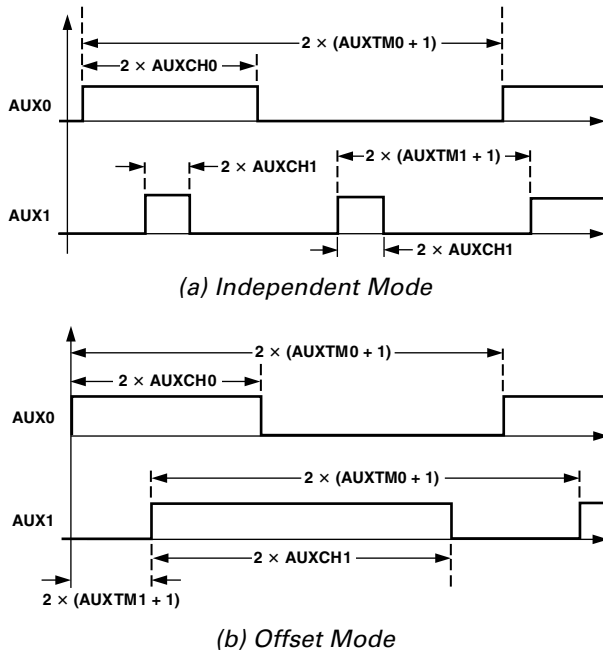 2 × (AUXTM0 + 1)
2 × AUXCH0
AUX0
2 × AUXCH1
2 × (AUXTM1 + 1)
AUX1
2 × AUXCH1
(a) Independent Mode
2 × (AUXTM0 + 1)
2 × AUXCH0
AUX0
2 × (AUXTM0 + 1)
AUX1
2 × AUXCH1
2 × (AUXTM1 + 1)
(b) Offset Mode